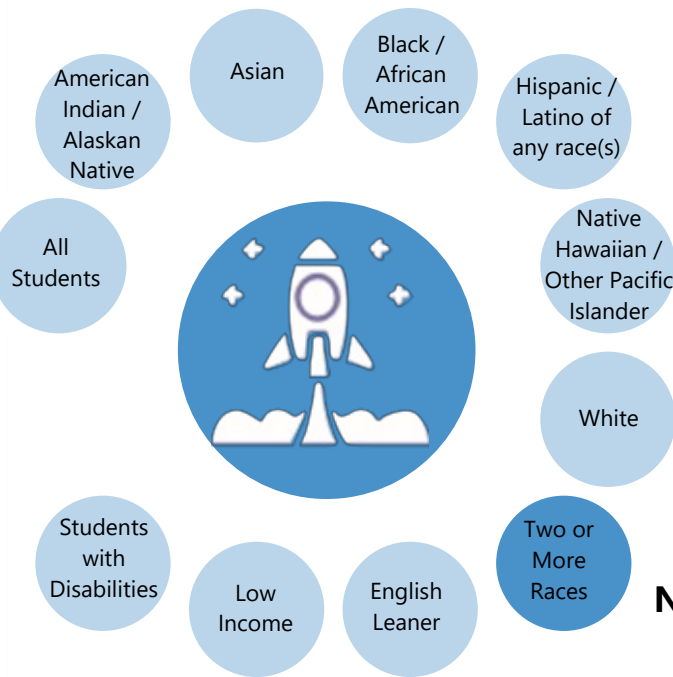 Black /
African
American
Asian
American
Indian /
Alaskan
Native
Hispanic /
Latino of
any race(s)
All
Students
Native
Hawaiian /
Other Pacific
Islander
White
Students
with
Disabilities
Low
Income
English
Leaner
Two or
More
Races
N